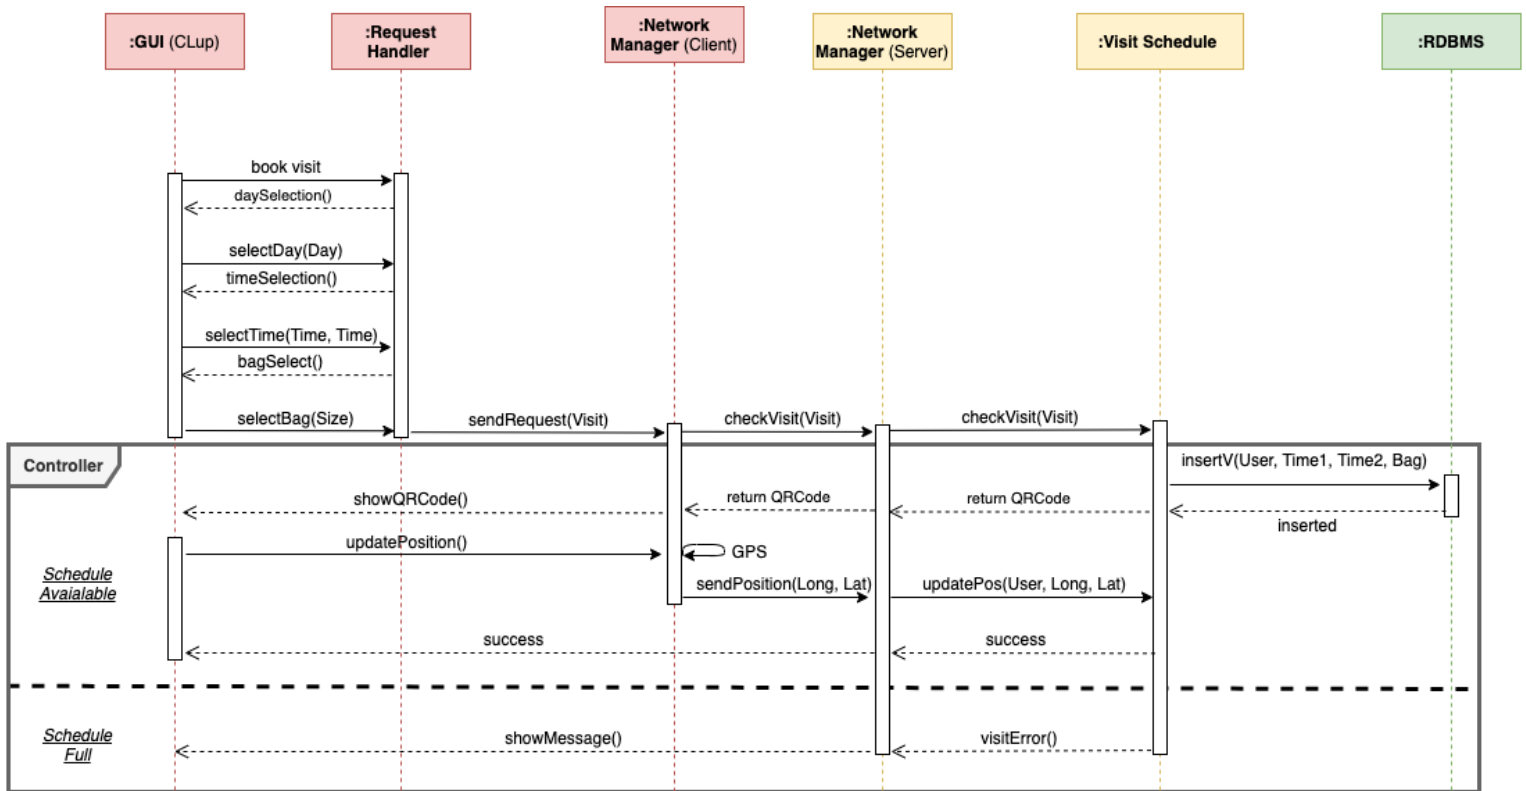 :GUI (CLup)
:Request
Handler
:Network
Manager (Client)
:Network
Manager (Server)
:Visit Schedule
:RDBMS
book visit
daySelection()
selectDay(Day)
timeSelection()
selectTime(Time, Time)
bagSelect()
selectBag(Size)
sendRequest(Visit)
checkVisit(Visit)
checkVisit(Visit)
Controller
insertV(User, Time1, Time2, Bag)
showQRCode()
return QRCode
return QRCode
inserted
updatePosition()
GPS
Schedule
Avaialable
sendPosition(Long, Lat)
updatePos(User, Long, Lat)
success
success
Schedule
Full
showMessage()
visitError()